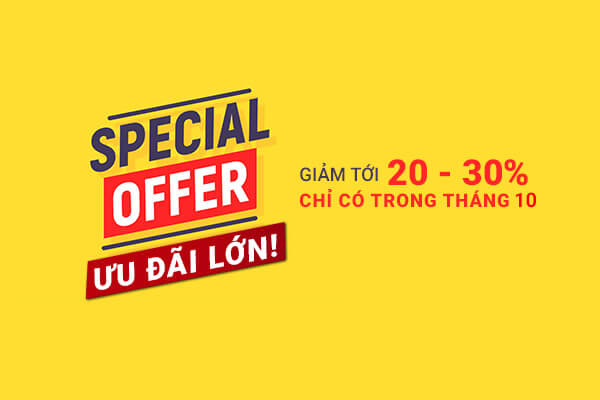 SPECIAL
OFFER
ƯU ĐÃI LỚN!
GIẢM TỚI 20 - 30%
CHỈ CÓ TRONG THÁNG 10